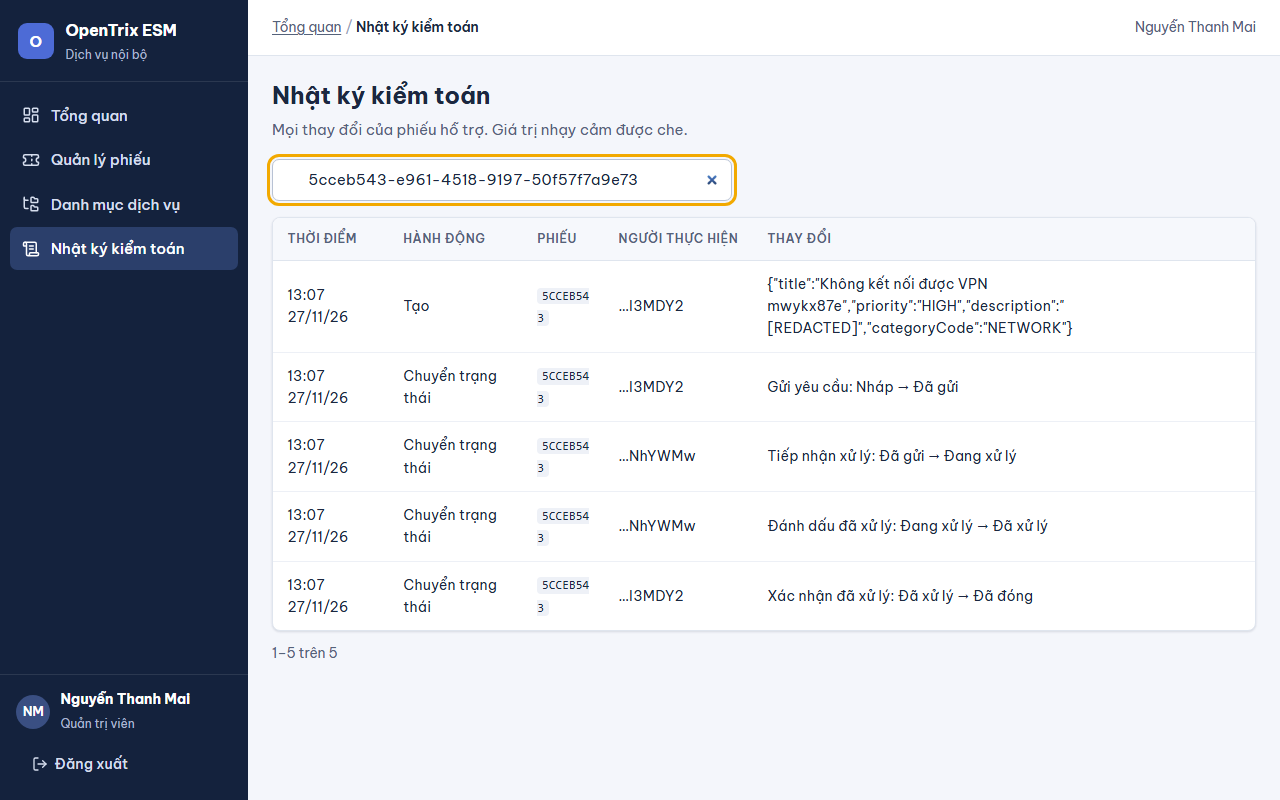 OpenTrix ESM
Dịch vụ nội bộ
O
Tổng quan
Quản lý phiếu
Danh mục dịch vụ
Nhật ký kiểm toán
Nguyễn Thanh Mai
NM
Quản trị viên
Đăng xuất
Tổng quan / Nhật ký kiểm toán
Nguyễn Thanh Mai
Nhật ký kiểm toán
Mọi thay đổi của phiếu hỗ trợ. Giá trị nhạy cảm được che.
5cceb543-e961-4518-9197-50f57f7a9e73
THỜI ĐIỂM HÀNH ĐỘNG PHIẾU NGƯỜI THỰC HIỆN THAY ĐỔI
13:07
27/11/26
Tạo
5CCEB54
3
…I3MDY2
{"title":"Không kết nối được VPN
mwykx87e","priority":"HIGH","description":"
[REDACTED]","categoryCode":"NETWORK"}
13:07
27/11/26
Chuyển trạng
thái
5CCEB54
3
…I3MDY2
Gửi yêu cầu: Nháp → Đã gửi
13:07
27/11/26
Chuyển trạng
thái
5CCEB54
3
…NhYWMw
Tiếp nhận xử lý: Đã gửi → Đang xử lý
13:07
27/11/26
Chuyển trạng
thái
5CCEB54
3
…NhYWMw
Đánh dấu đã xử lý: Đang xử lý → Đã xử lý
13:07
27/11/26
Chuyển trạng
thái
5CCEB54
3
…I3MDY2
Xác nhận đã xử lý: Đã xử lý → Đã đóng
1–5 trên 5